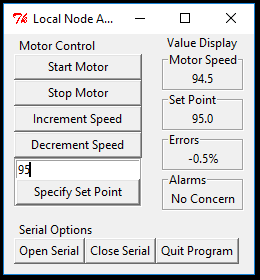 Local Node A...
Motor Control
Start Motor
Stop Motor
Increment Speed
Decrement Speed
95
Specify Set Point
Value Display
Motor Speed
94.5
Set Point
95.0
Errors
-0.5%
Alarms
No Concern
Serial Options
Open Serial Close Serial Quit Program